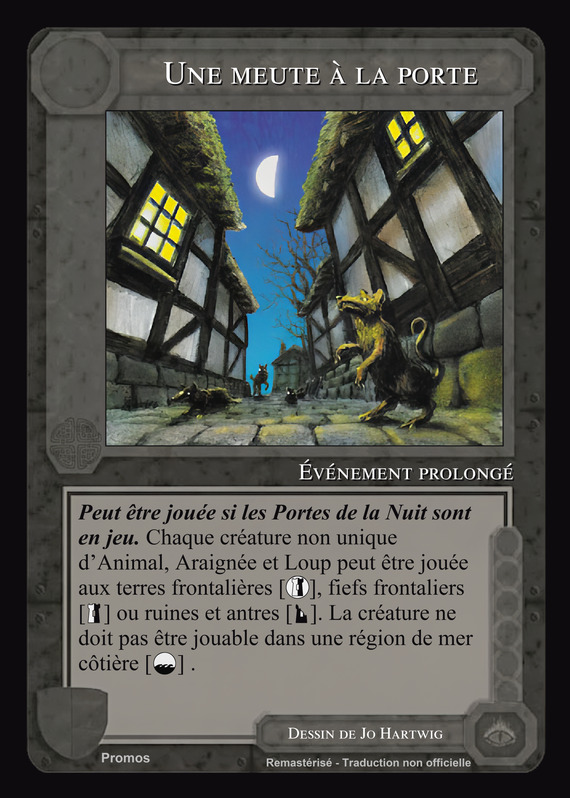 Une meute à la porte
Événement prolongé
Peut être jouée si les Portes de la Nuit sont
en jeu. Chaque créature non unique
d’Animal, Araignée et Loup peut être jouée
aux terres frontalières [ ], fiefs frontaliers
[ ] ou ruines et antres [ ]. La créature ne
doit pas être jouable dans une région de mer
côtière [ ] .
Dessin de Jo Hartwig
Promos
Remastérisé - Traduction non officielle